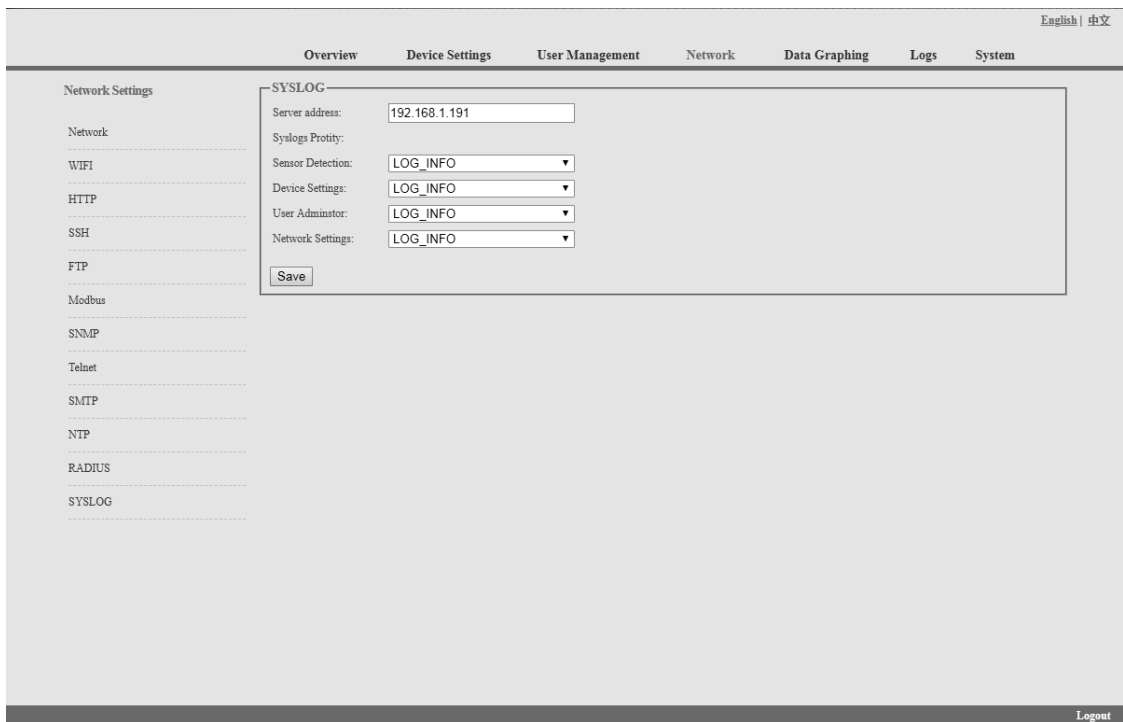 English | 中文
Overview Device Settings User Management Network Data Graphing Logs System
Network Settings
Network
WIFI
HTTP
SSH
FTP
Modbus
SNMP
Telnet
SMTP
NTP
RADIUS
SYSLOG
SYSLOG
Server address: 192.168.1.191
Syslogs Protity:
Sensor Detection: LOG_INFO
Device Settings: LOG_INFO
User Adminstor: LOG_INFO
Network Settings: LOG_INFO
Save
Logout